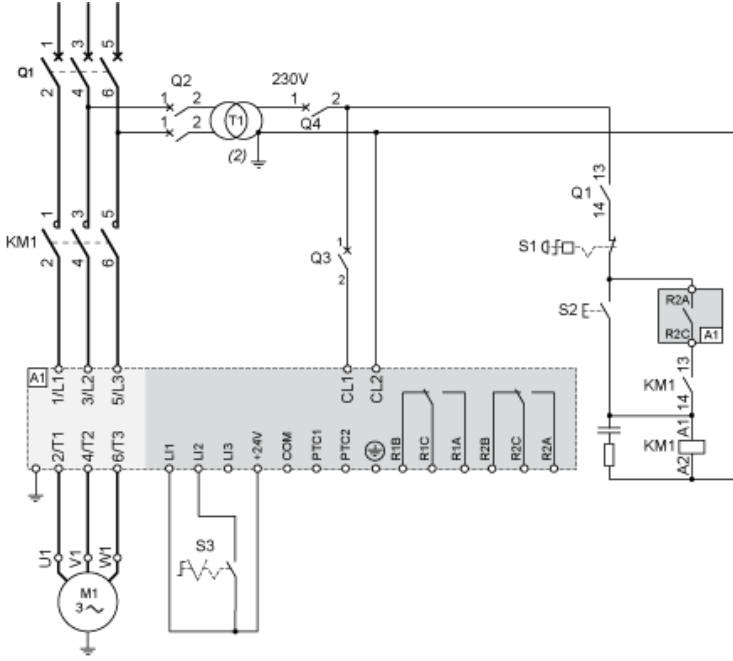 1 3 5
Q1
2 4 6
Q2
1 2
1 2
T1
(2)
230V
1 2
Q4
1 3 5
KM1
2 4 6
1
Q3
2
13
Q1
14
S1
S2
R2A
R2C
A1
13
KM1
14
A1
KM1
A2
A1
1/L1 3/L2 5/L3
CL1 CL2
2/T1 4/T2 6/T3
LI1 LI2 LI3 +24V COM PTC1 PTC2 R1B R1C R1A R2B R2C R2A
S3
U1 V1 W1
M1
3